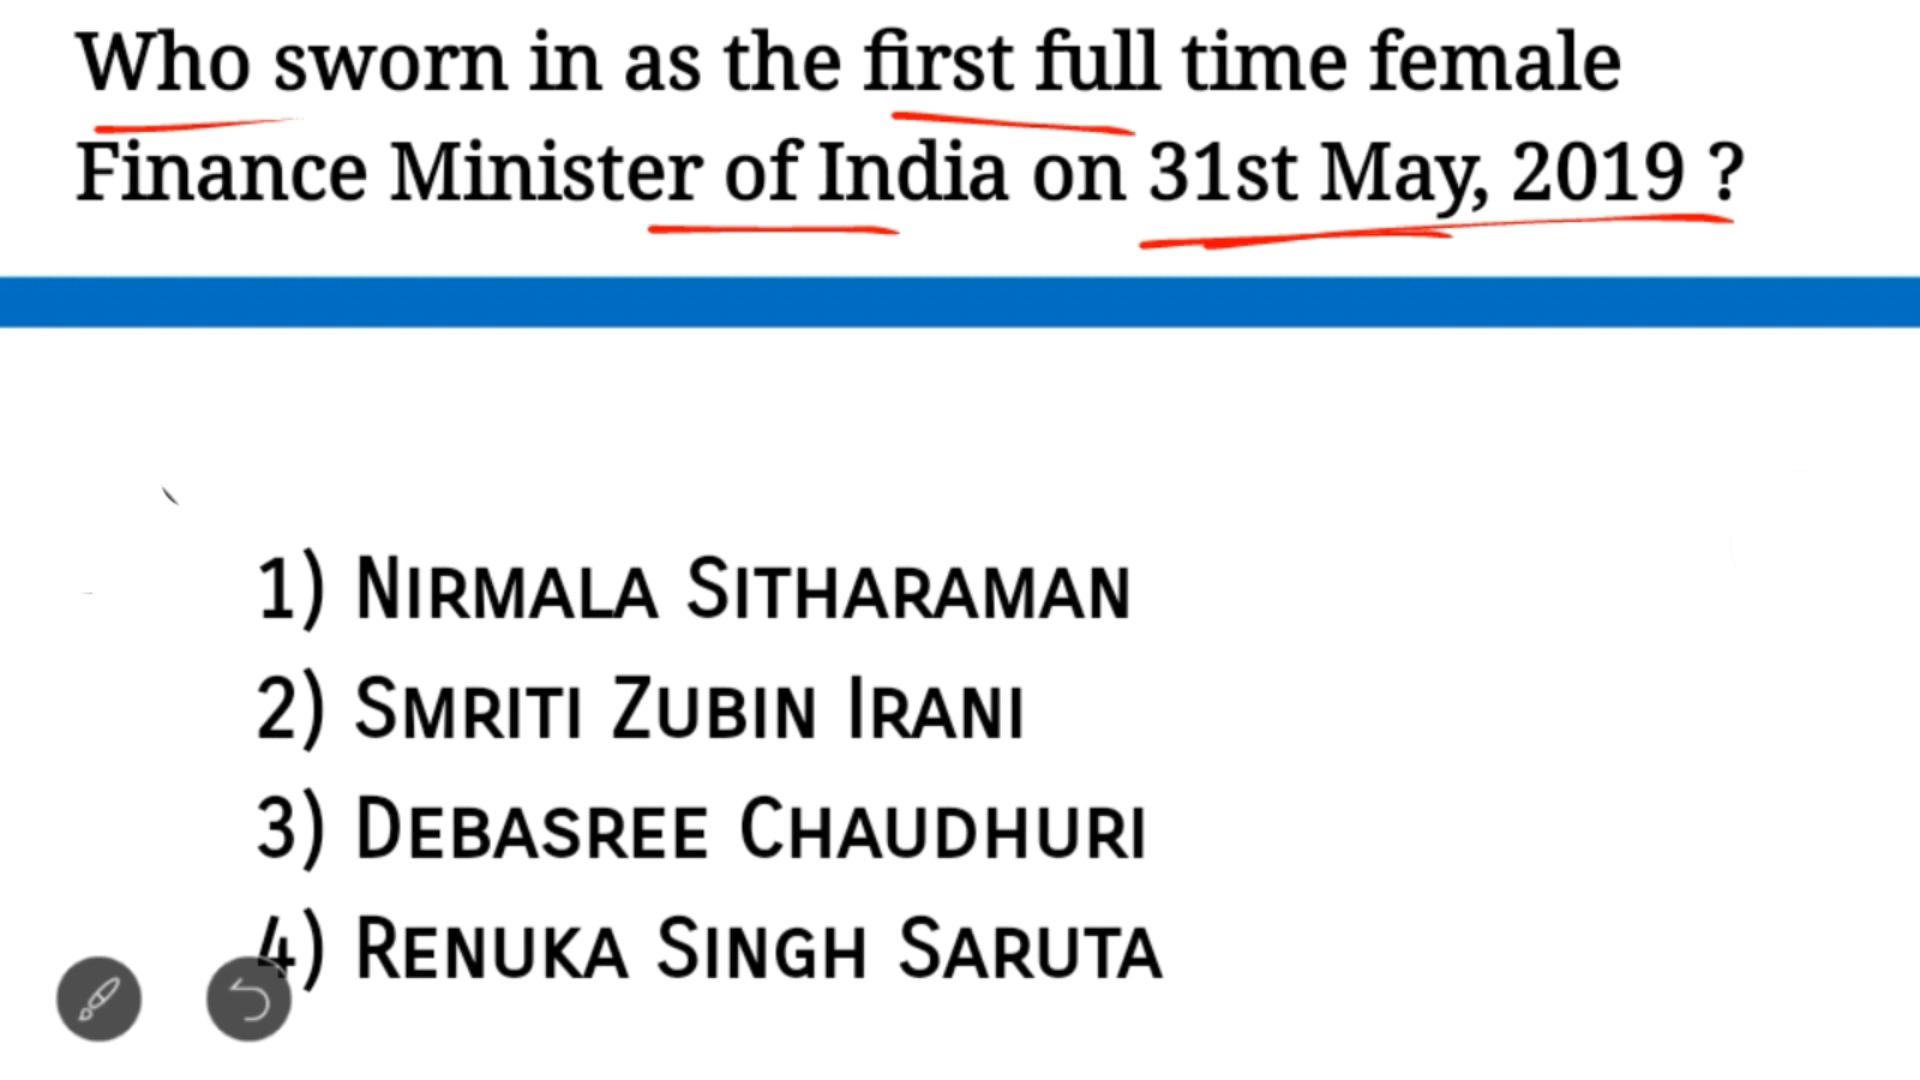 Who sworn in as the first full time female
Finance Minister of India on 31st May, 2019 ?
1) Nirmala Sitharaman
2) Smriti Zubin Irani
3) Debasree Chaudhuri
4) Renuka Singh Saruta